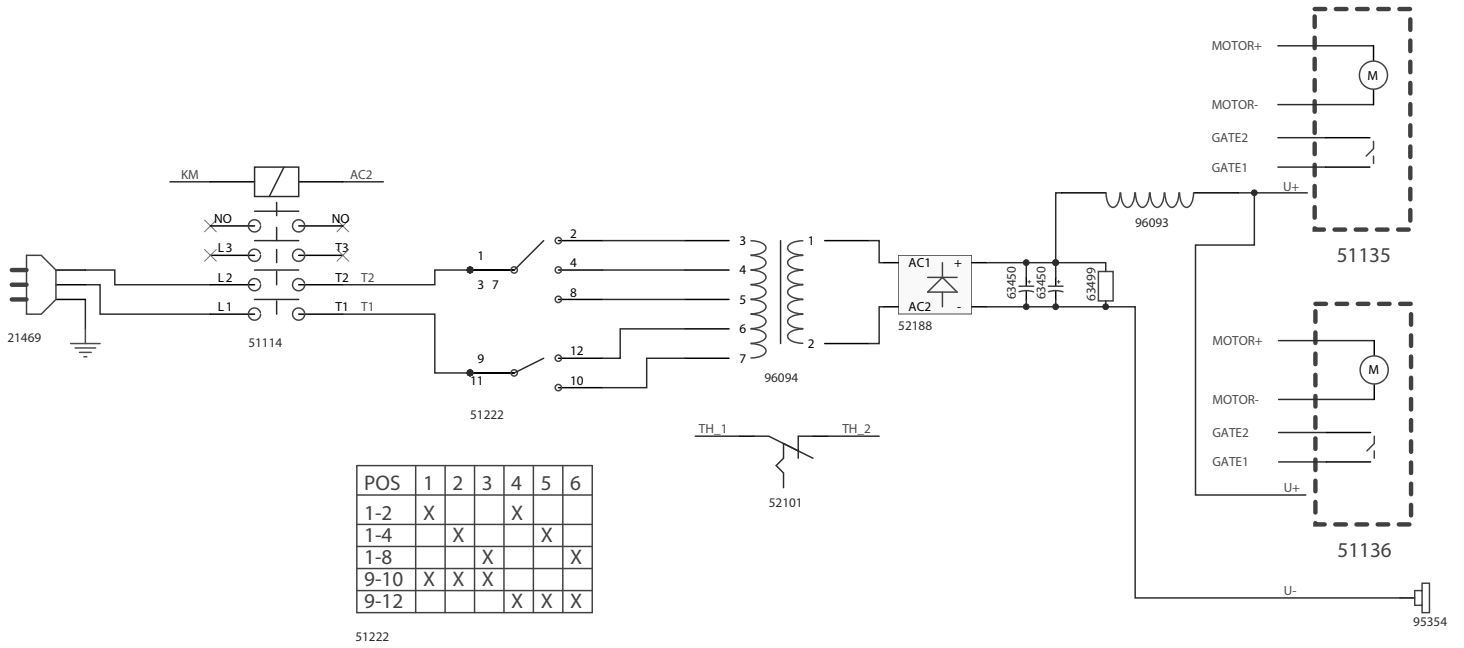 MOTOR+
M
MOTOR-
GATE2
GATE1
U+
51135
96093
KM
AC2
NO
NO
L3
T3
L2
T2
T2
L1
T1
T1
21469
51114
1
3 7
2
4
8
9
11
12
10
51222
3
4
5
6
7
1
2
96094
AC1
+
AC2
-
52188
63450
63450
63499
MOTOR+
M
MOTOR-
GATE2
GATE1
U+
51136
TH_1
TH_2
52101
POS 1 2 3 4 5 6
1-2 X X
1-4 X X
1-8 X X
9-10 X X X
9-12 X X X
51222
U-
95354